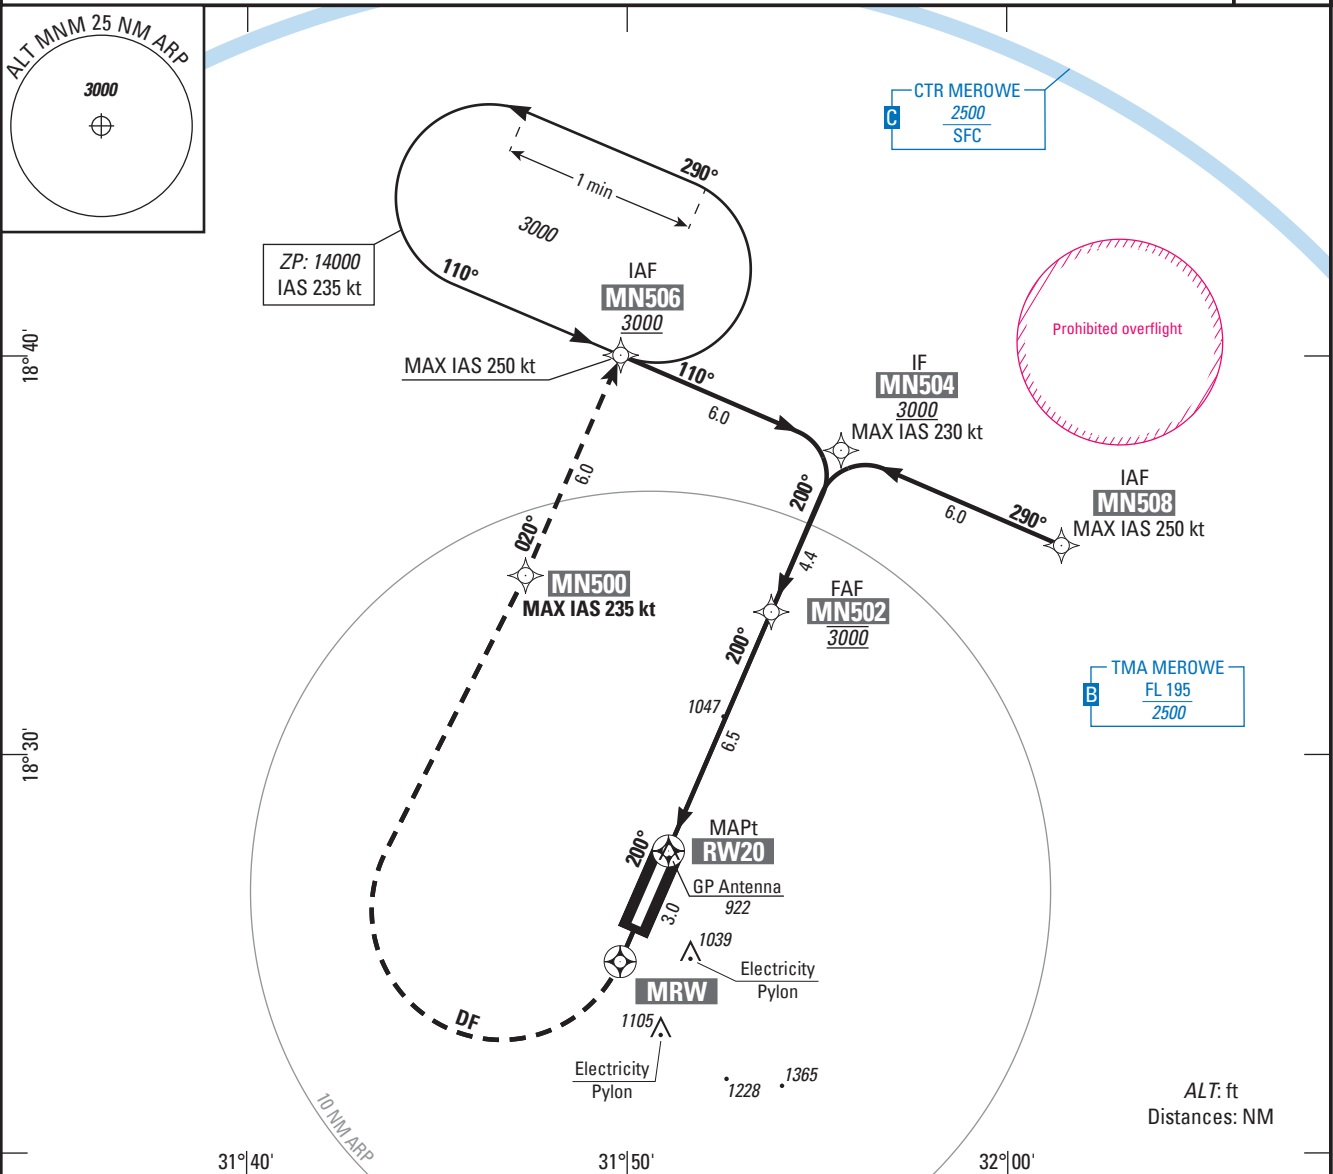 ALT MNM 25 NM ARP
3000
CTR MEROWE
C
2500
SFC
290°
1 min
3000
ZP: 14000
IAS 235 kt
110°
IAF
MN506
3000
Prohibited overflight
MAX IAS 250 kt
18° 40'
110°
6.0
IF
MN504
3000
MAX IAS 230 kt
IAF
MN508
MAX IAS 250 kt
290°
6.0
6.0
200°
020°
4.4
MN500
MAX IAS 235 kt
FAF
MN502
3000
200°
TMA MEROWE
B
FL 195
2500
1047
6.5
18° 30'
MAPt
RW20
200°
GP Antenna
922
3.0
1039
Electricity
Pylon
MRW
DF
1105
Electricity
Pylon
1228
1365
10 NM ARP
ALT: ft
Distances: NM
31° 40'
31° 50'
32° 00'